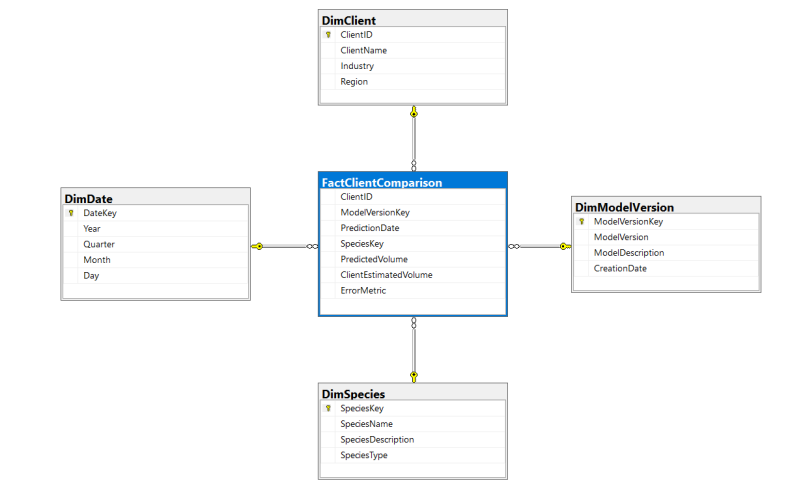 DimClient
ClientID
ClientName
Industry
Region
DimDate
DateKey
Year
Quarter
Month
Day
FactClientComparison
ClientID
ModelVersionKey
PredictionDate
SpeciesKey
PredictedVolume
ClientEstimatedVolume
ErrorMetric
DimModelVersion
ModelVersionKey
ModelVersion
ModelDescription
CreationDate
DimSpecies
SpeciesKey
SpeciesName
SpeciesDescription
SpeciesType